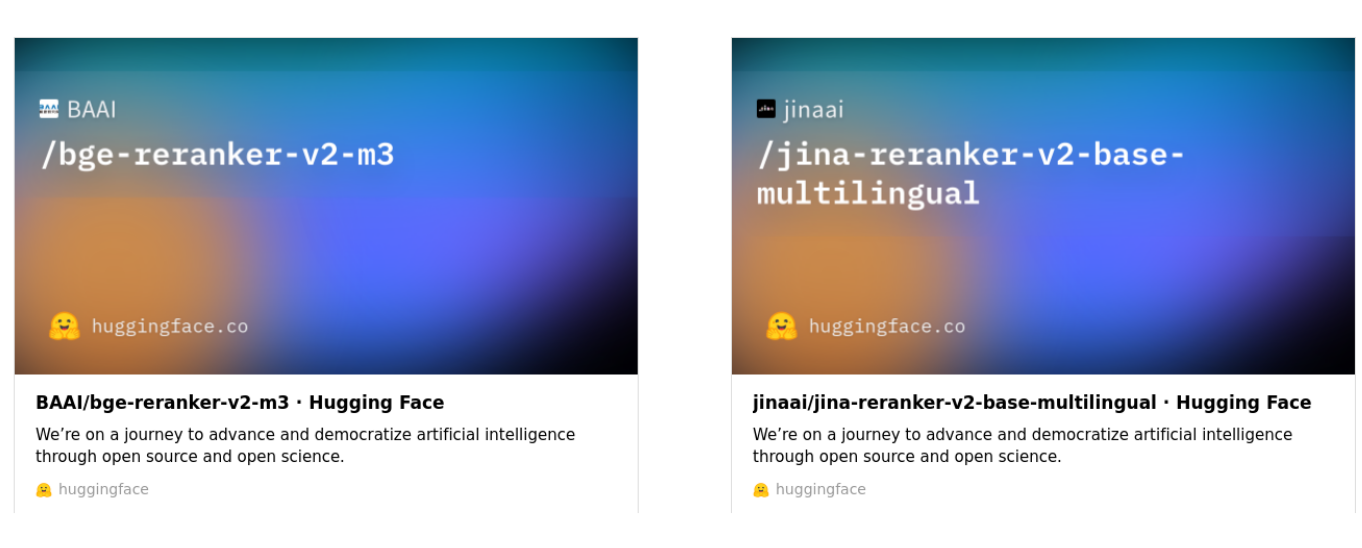 BAAI
/bge-reranker-v2-m3
huggingface.co
BAAI/bge-reranker-v2-m3 · Hugging Face
We’re on a journey to advance and democratize artificial intelligence
through open source and open science.
huggingface
jinaai
/jina-reranker-v2-base-
multilingual
huggingface.co
jinaai/jina-reranker-v2-base-multilingual · Hugging Face
We’re on a journey to advance and democratize artificial intelligence
through open source and open science.
huggingface